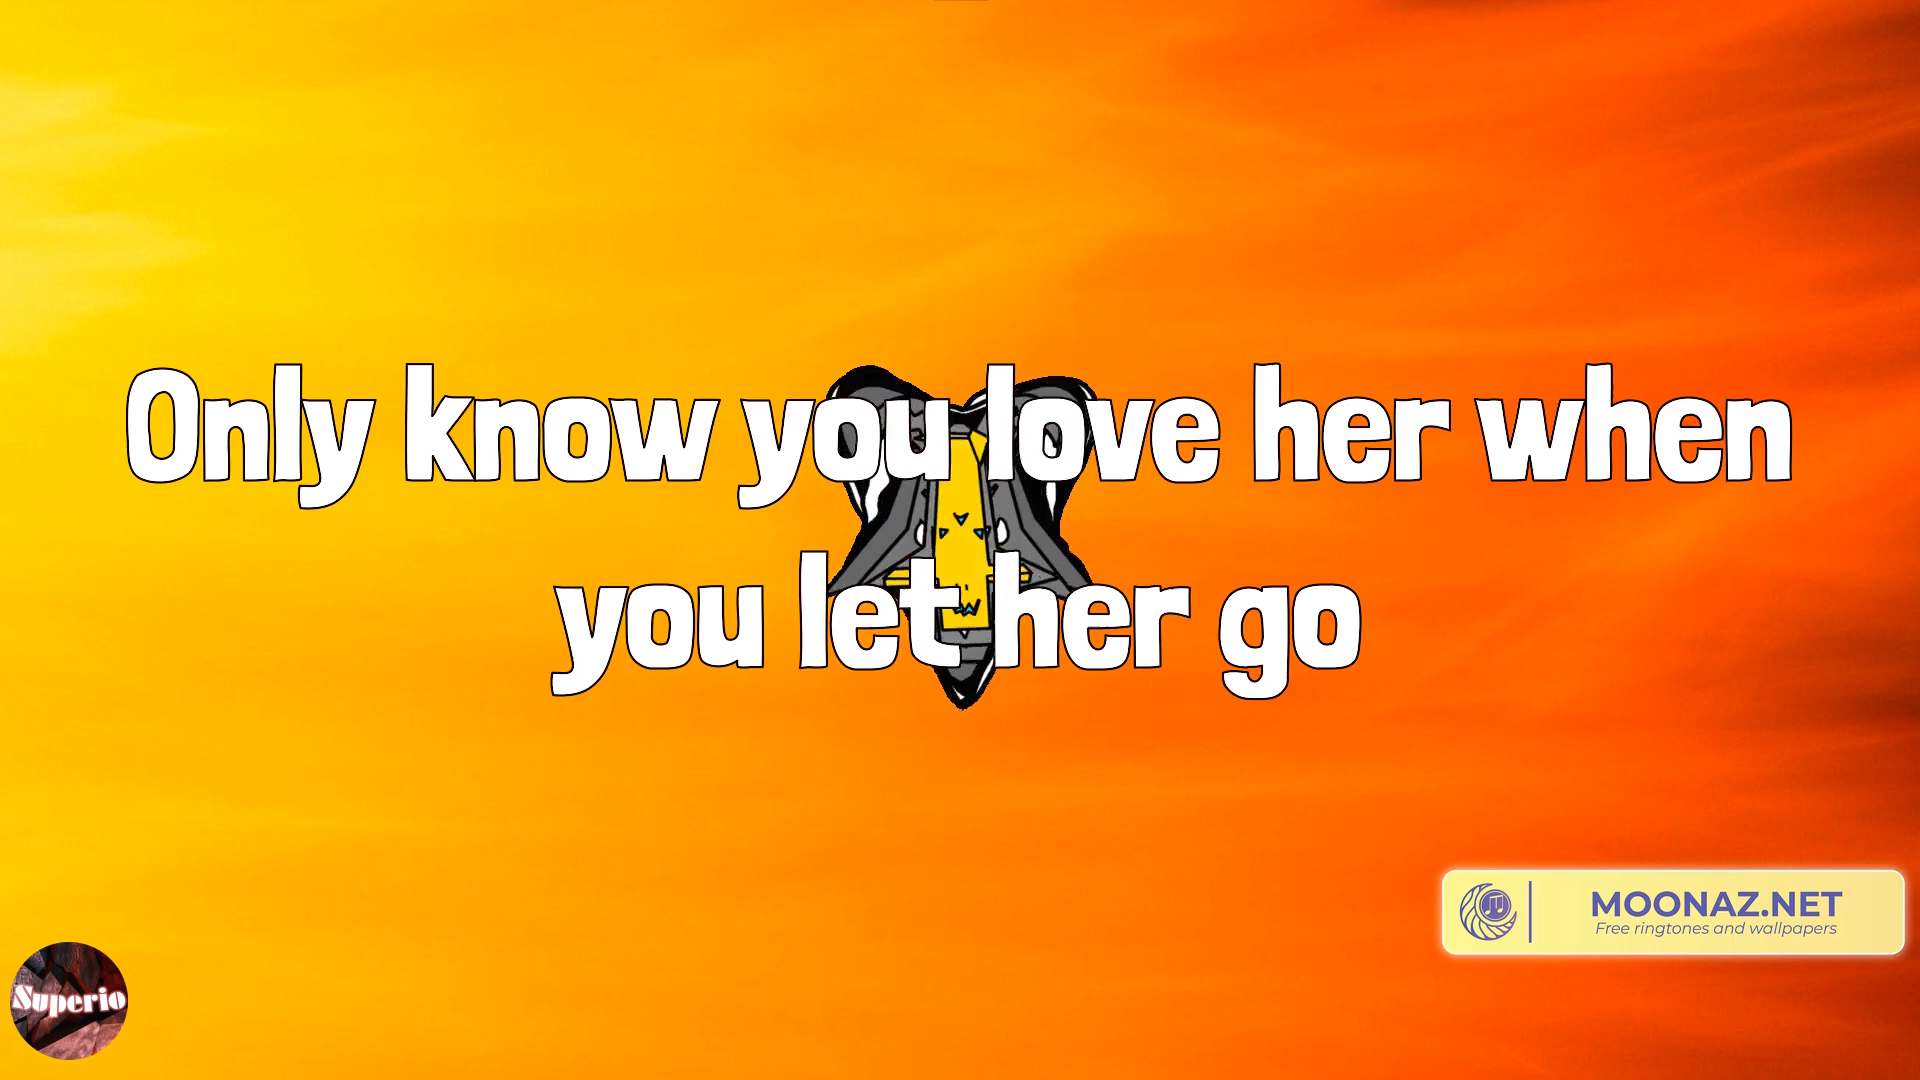 Only know you love her when
you let her go
MOONAZ.NET
Free ringtones and wallpapers
Superio